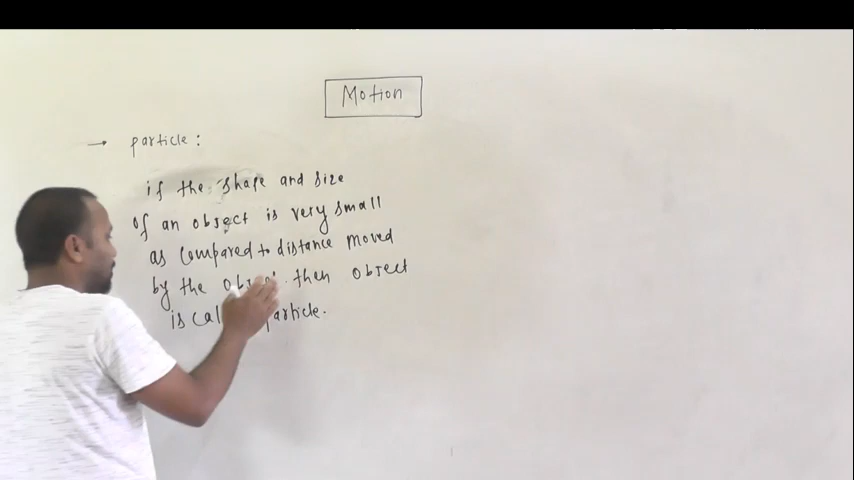 Motion
→ particle:
if the shape and size
of an object is very small
as compared to distance moved
by the then object
is particle.